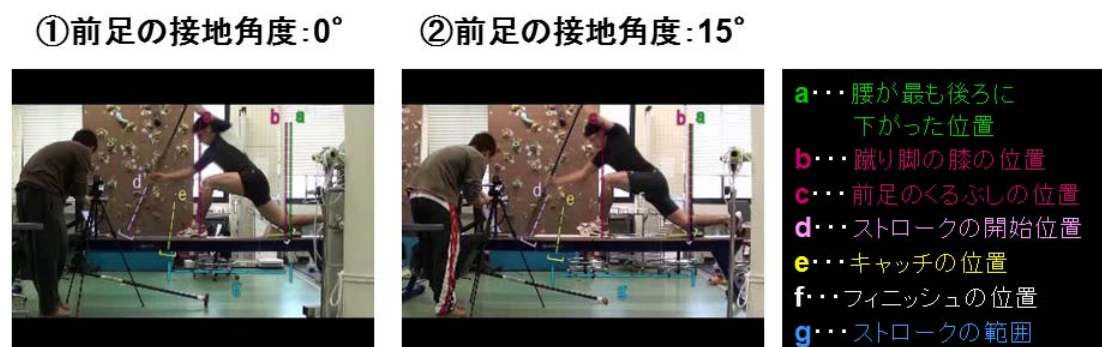 ①前足の接地角度:0°
②前足の接地角度:15°
b a
c
d
e
f
g
b a
c
d
e
f
g
a・・・腰が最も後ろに
下がった位置
b・・・蹴り脚の膝の位置
c・・・前足のくるぶしの位置
d・・・ストロークの開始位置
e・・・キャッチの位置
f・・・フィニッシュの位置
g・・・ストロークの範囲